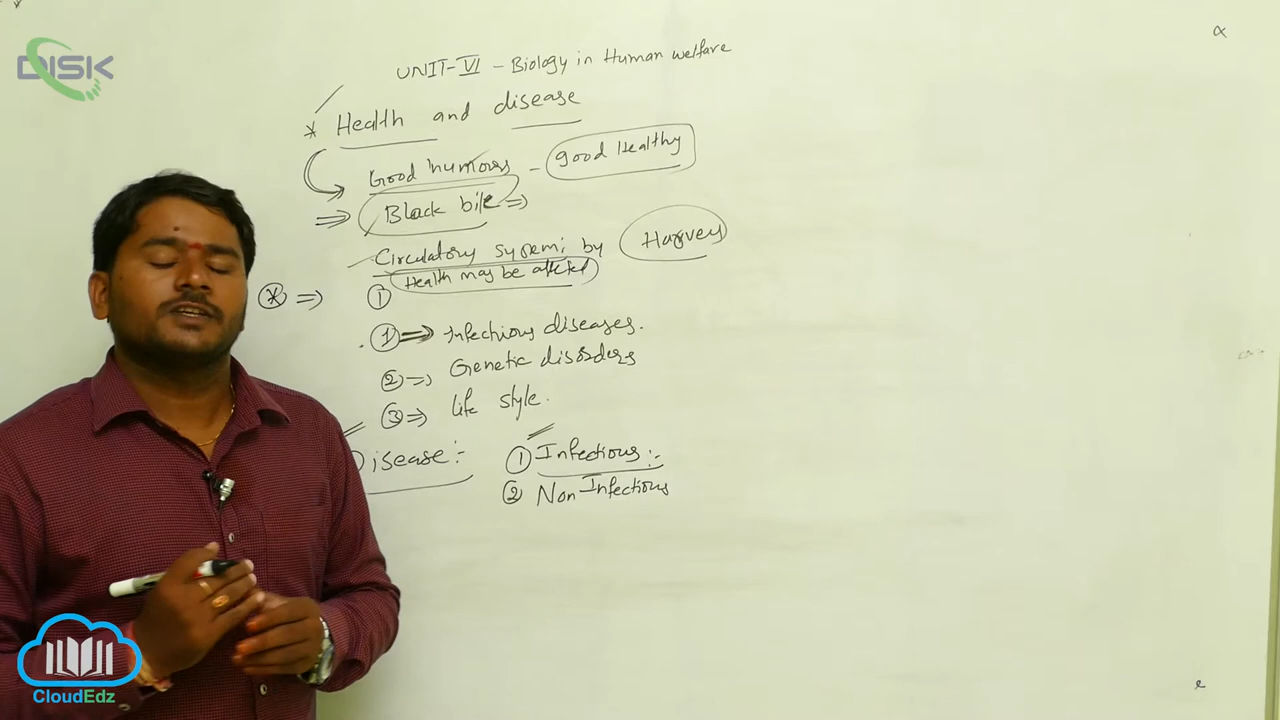 DISK
UNIT-VI - Biology in Human welfare
* Health and disease
Good humours - good Healthy
⇒ Black bile ⇒
Circulatory system; by Harvey
Health may be affected
* ⇒ ①
① ⇒ Infectious diseases.
② ⇒ Genetic disorders
③ ⇒ life style.
Disease:- ① Infectious:-
② Non Infectious
CloudEdz